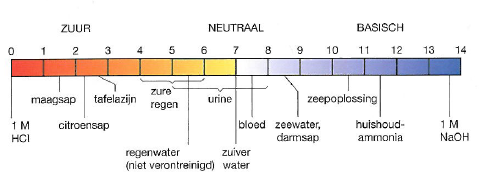 ZUUR NEUTRAAL BASISCH
0 1 2 3 4 5 6 7 8 9 10 11 12 13 14
maagsap
tafelazijn
zure
regen
urine
zeepoplossing
1 M
HCl
citroensap
bloed
zeewater,
darmsap
huishoud-
ammonia
1 M
NaOH
regenwater
(niet verontreinigd)
zuiver
water